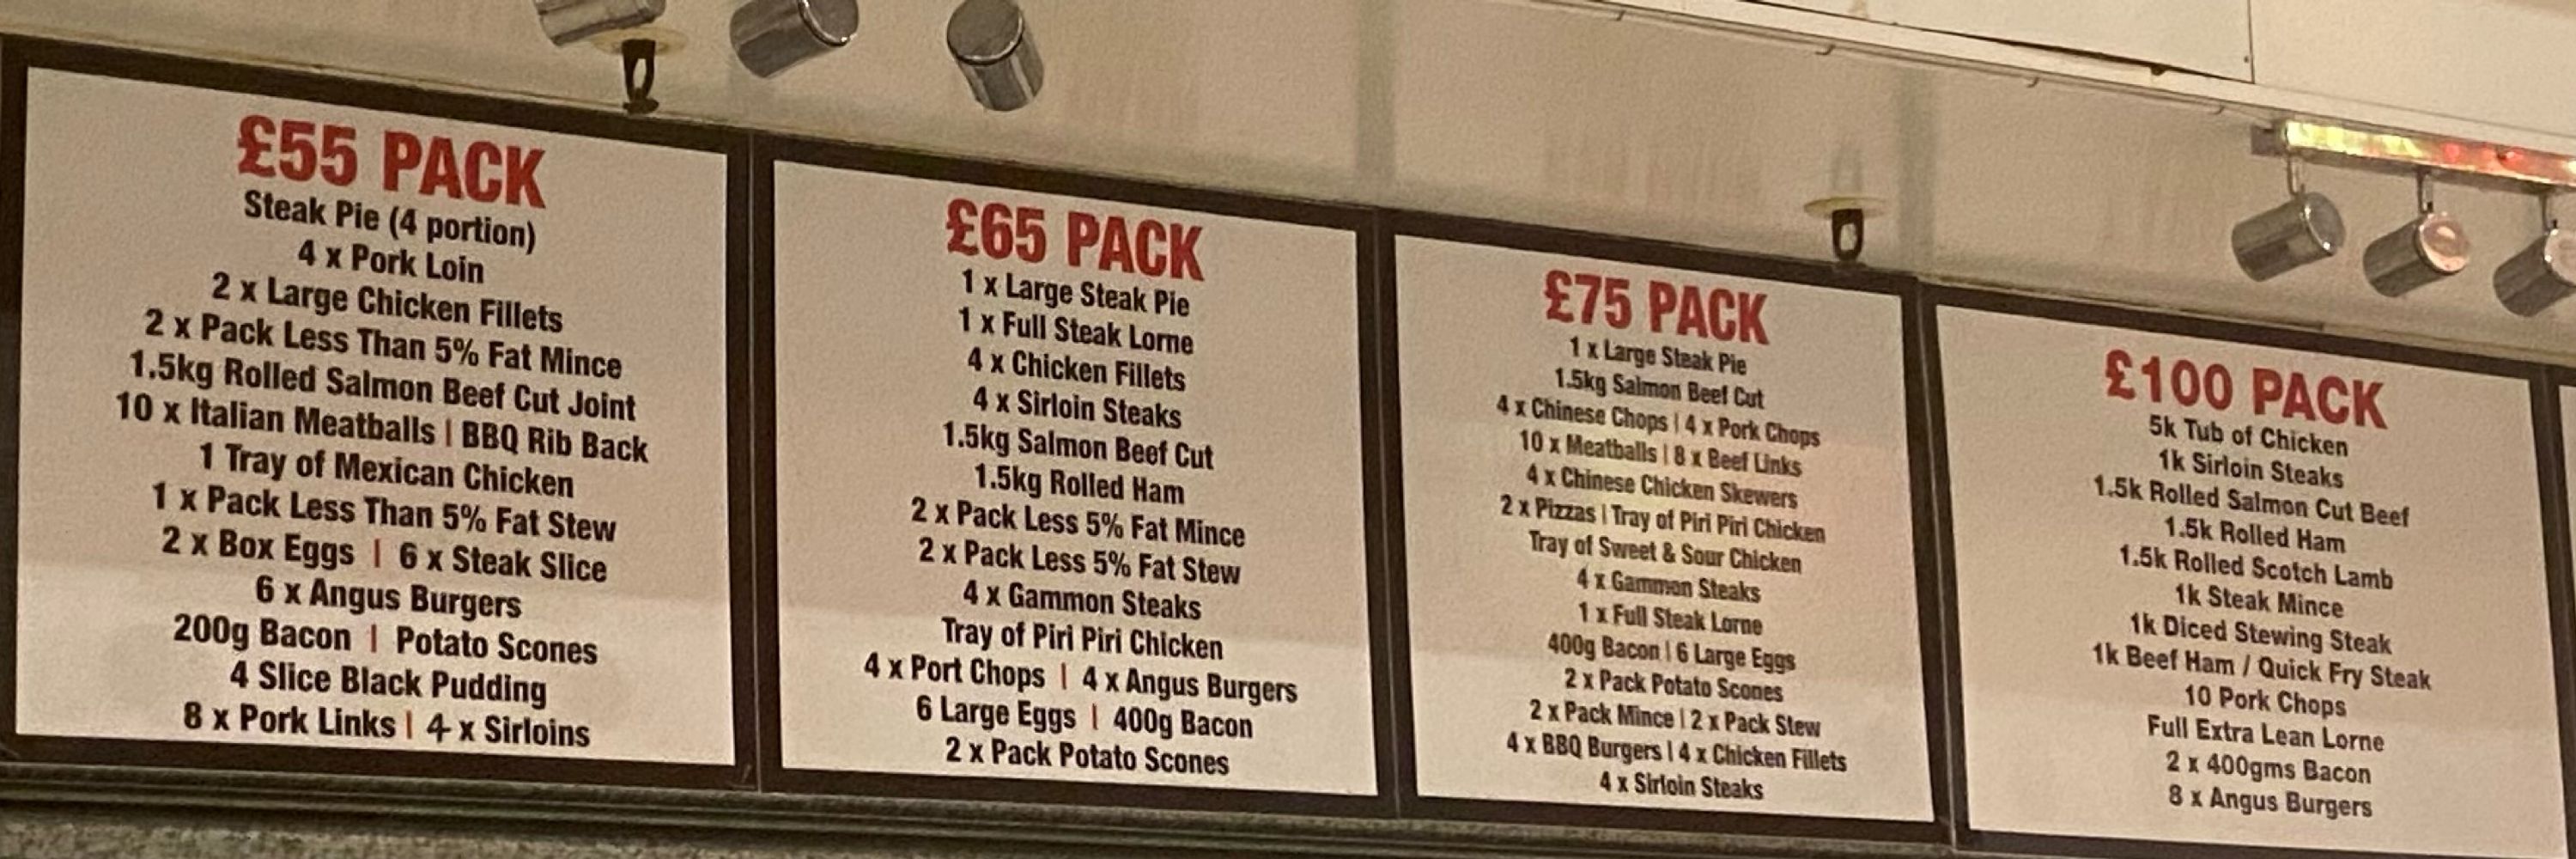 £55 PACK
Steak Pie (4 portion)
4 x Pork Loin
2 x Large Chicken Fillets
2 x Pack Less Than 5% Fat Mince
1.5kg Rolled Salmon Beef Cut Joint
10 x Italian Meatballs | BBQ Rib Back
1 Tray of Mexican Chicken
1 x Pack Less Than 5% Fat Stew
2 x Box Eggs | 6 x Steak Slice
6 x Angus Burgers
200g Bacon | Potato Scones
4 Slice Black Pudding
8 x Pork Links | 4 x Sirloins
£65 PACK
1 x Large Steak Pie
1 x Full Steak Lorne
4 x Chicken Fillets
4 x Sirloin Steaks
1.5kg Salmon Beef Cut
1.5kg Rolled Ham
2 x Pack Less 5% Fat Mince
2 x Pack Less 5% Fat Stew
4 x Gammon Steaks
Tray of Piri Piri Chicken
4 x Port Chops | 4 x Angus Burgers
6 Large Eggs | 400g Bacon
2 x Pack Potato Scones
£75 PACK
1 x Large Steak Pie
1.5kg Salmon Beef Cut
4 x Chinese Chops | 4 x Pork Chops
10 x Meatballs | 8 x Beef Links
4 x Chinese Chicken Skewers
2 x Pizzas | Tray of Piri Piri Chicken
Tray of Sweet & Sour Chicken
4 x Gammon Steaks
1 x Full Steak Lorne
400g Bacon | 6 Large Eggs
2 x Pack Potato Scones
2 x Pack Mince | 2 x Pack Stew
4 x BBQ Burgers | 4 x Chicken Fillets
4 x Sirloin Steaks
£100 PACK
5k Tub of Chicken
1k Sirloin Steaks
1.5k Rolled Salmon Cut Beef
1.5k Rolled Ham
1.5k Rolled Scotch Lamb
1k Steak Mince
1k Diced Stewing Steak
1k Beef Ham / Quick Fry Steak
10 Pork Chops
Full Extra Lean Lorne
2 x 400gms Bacon
8 x Angus Burgers